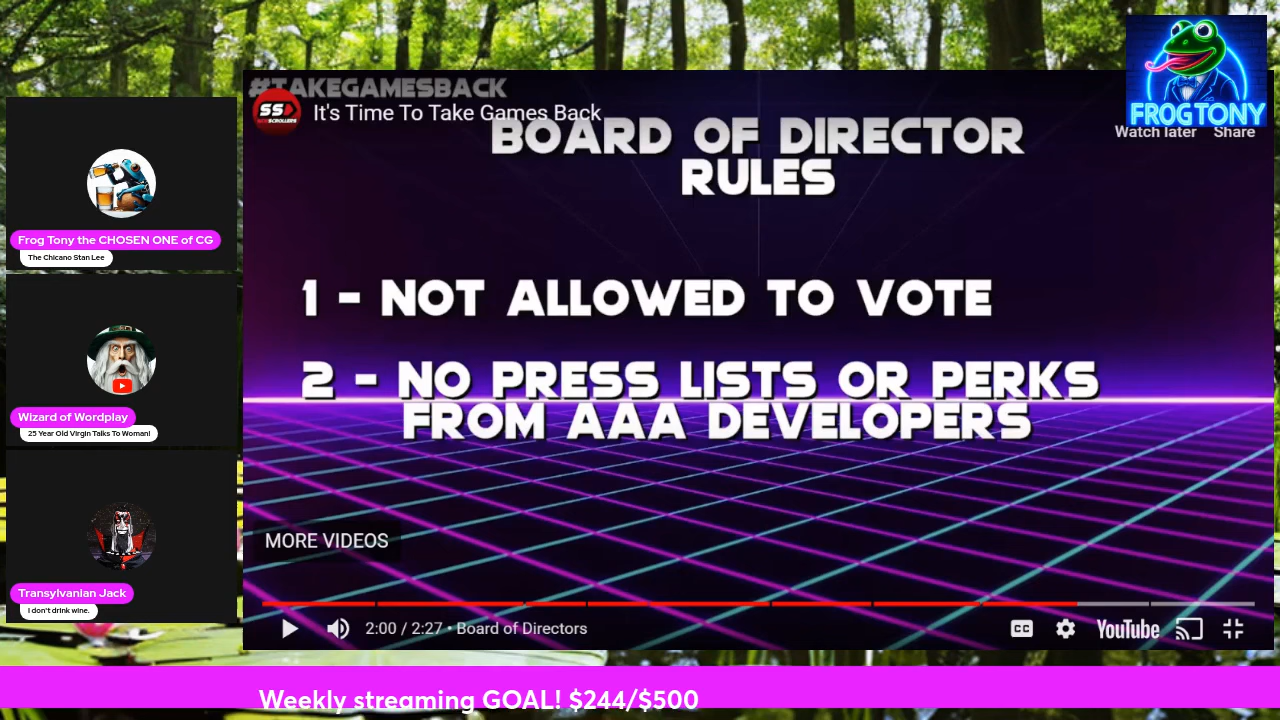 #TAKEGAMESBACK
It's Time To Take Games Back
BOARD OF DIRECTOR
RULES
Watch later
Share
FROGTONY
1 - NOT ALLOWED TO VOTE
2 - NO PRESS LISTS OR PERKS
FROM AAA DEVELOPERS
MORE VIDEOS
2:00 / 2:27 • Board of Directors
CC
YouTube
Frog Tony the CHOSEN ONE of CG
The Chicano Stan Lee
Wizard of Wordplay
25 Year Old Virgin Talks To Woman!
Transylvanian Jack
I don't drink wine.
Weekly streaming GOAL! $244/$500